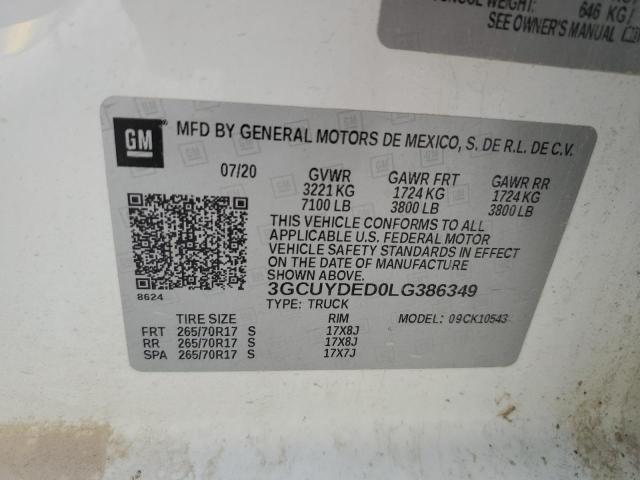 646 KG/
SEE OWNER'S MANUAL
GM MFD BY GENERAL MOTORS DE MEXICO, S. DE R.L. DE C.V.
07/20 GVWR GAWR FRT GAWR RR
3221 KG 1724 KG 1724 KG
7100 LB 3800 LB 3800 LB
THIS VEHICLE CONFORMS TO ALL
APPLICABLE U.S. FEDERAL MOTOR
VEHICLE SAFETY STANDARDS IN EFFECT
ON THE DATE OF MANUFACTURE
SHOWN ABOVE.
8624 3GCUYDED0LG386349
TYPE: TRUCK
TIRE SIZE RIM MODEL: 09CK10543
FRT 265/70R17 S 17X8J
RR 265/70R17 S 17X8J
SPA 265/70R17 S 17X7J